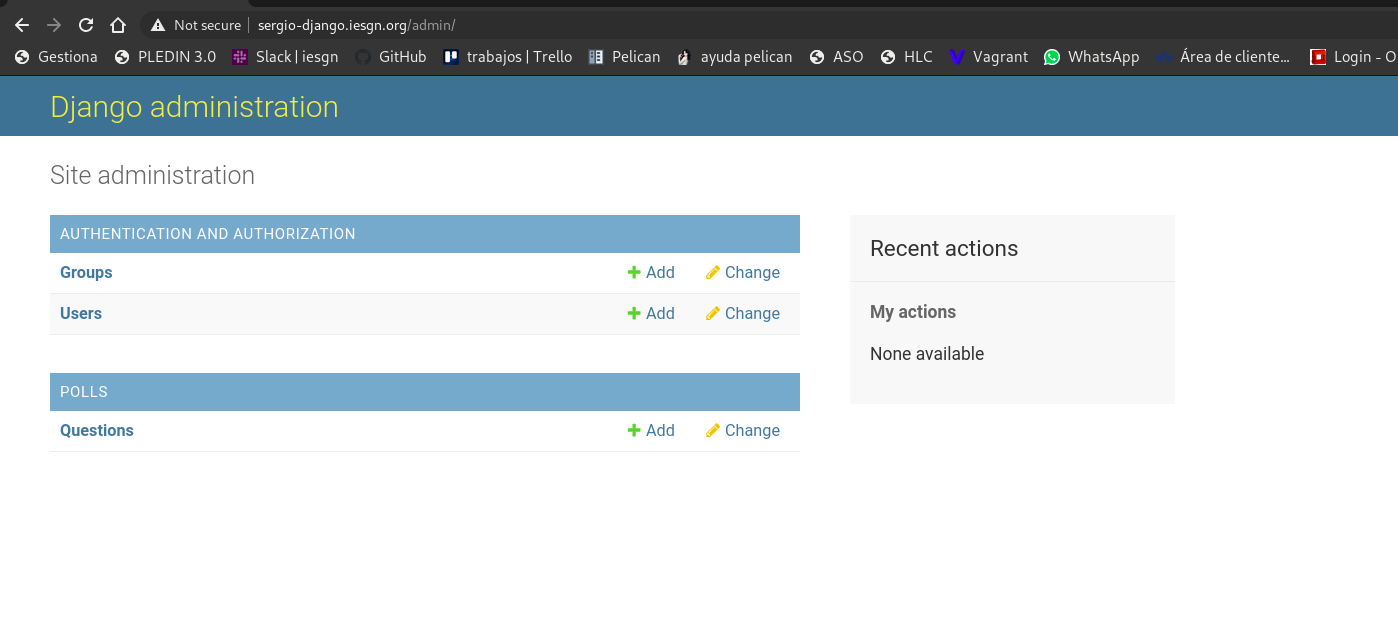 Not secure | sergio-django.iesgn.org/admin/
Gestiona PLEDIN 3.0 Slack | iesgn GitHub trabajos | Trello Pelican ayuda pelican ASO HLC Vagrant WhatsApp Área de cliente... Login - O
Django administration
Site administration
AUTHENTICATION AND AUTHORIZATION
Groups Add Change
Users Add Change
POLLS
Questions Add Change
Recent actions
My actions
None available